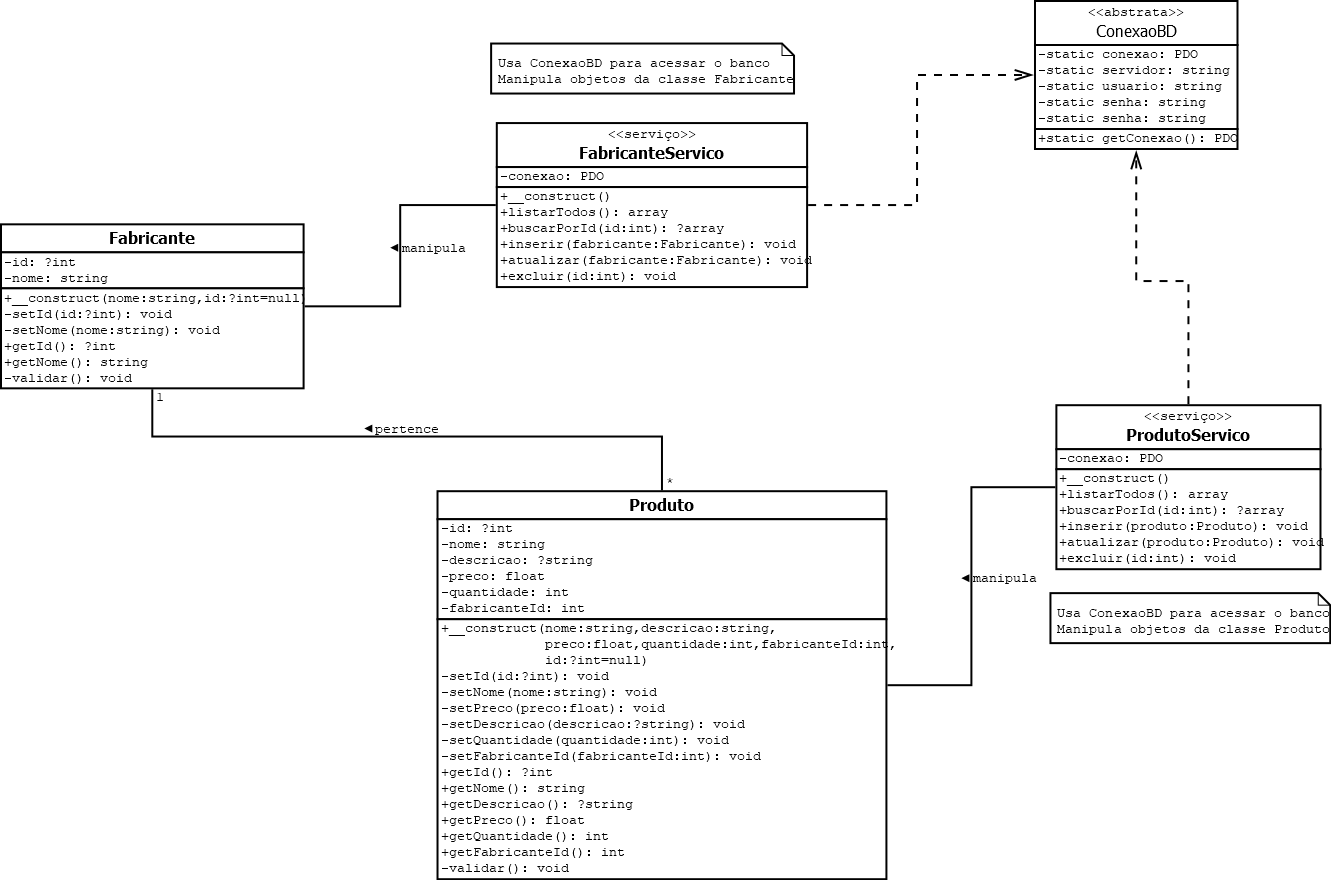 <<abstrata>>
ConexaoBD
-static conexao: PDO
-static servidor: string
-static usuario: string
-static senha: string
-static senha: string
+static getConexao(): PDO
Usa ConexaoBD para acessar o banco
Manipula objetos da classe Fabricante
<<serviço>>
FabricanteServico
-conexao: PDO
+__construct()
+listarTodos(): array
+buscarPorId(id:int): ?array
+inserir(fabricante:Fabricante): void
+atualizar(fabricante:Fabricante): void
+excluir(id:int): void
manipula
Fabricante
-id: ?int
-nome: string
+__construct(nome:string,id:?int=null)
-setId(id:?int): void
-setNome(nome:string): void
+getId(): ?int
+getNome(): string
-validar(): void
1
pertence
*
Produto
-id: ?int
-nome: string
-descricao: ?string
-preco: float
-quantidade: int
-fabricanteId: int
+__construct(nome:string,descricao:string,
preco:float,quantidade:int,fabricanteId:int,
id:?int=null)
-setId(id:?int): void
-setNome(nome:string): void
-setPreco(preco:float): void
-setDescricao(descricao:?string): void
-setQuantidade(quantidade:int): void
-setFabricanteId(fabricanteId:int): void
+getId(): ?int
+getNome(): string
+getDescricao(): ?string
+getPreco(): float
+getQuantidade(): int
+getFabricanteId(): int
-validar(): void
<<serviço>>
ProdutoServico
-conexao: PDO
+__construct()
+listarTodos(): array
+buscarPorId(id:int): ?array
+inserir(produto:Produto): void
+atualizar(produto:Produto): void
+excluir(id:int): void
manipula
Usa ConexaoBD para acessar o banco
Manipula objetos da classe Produto